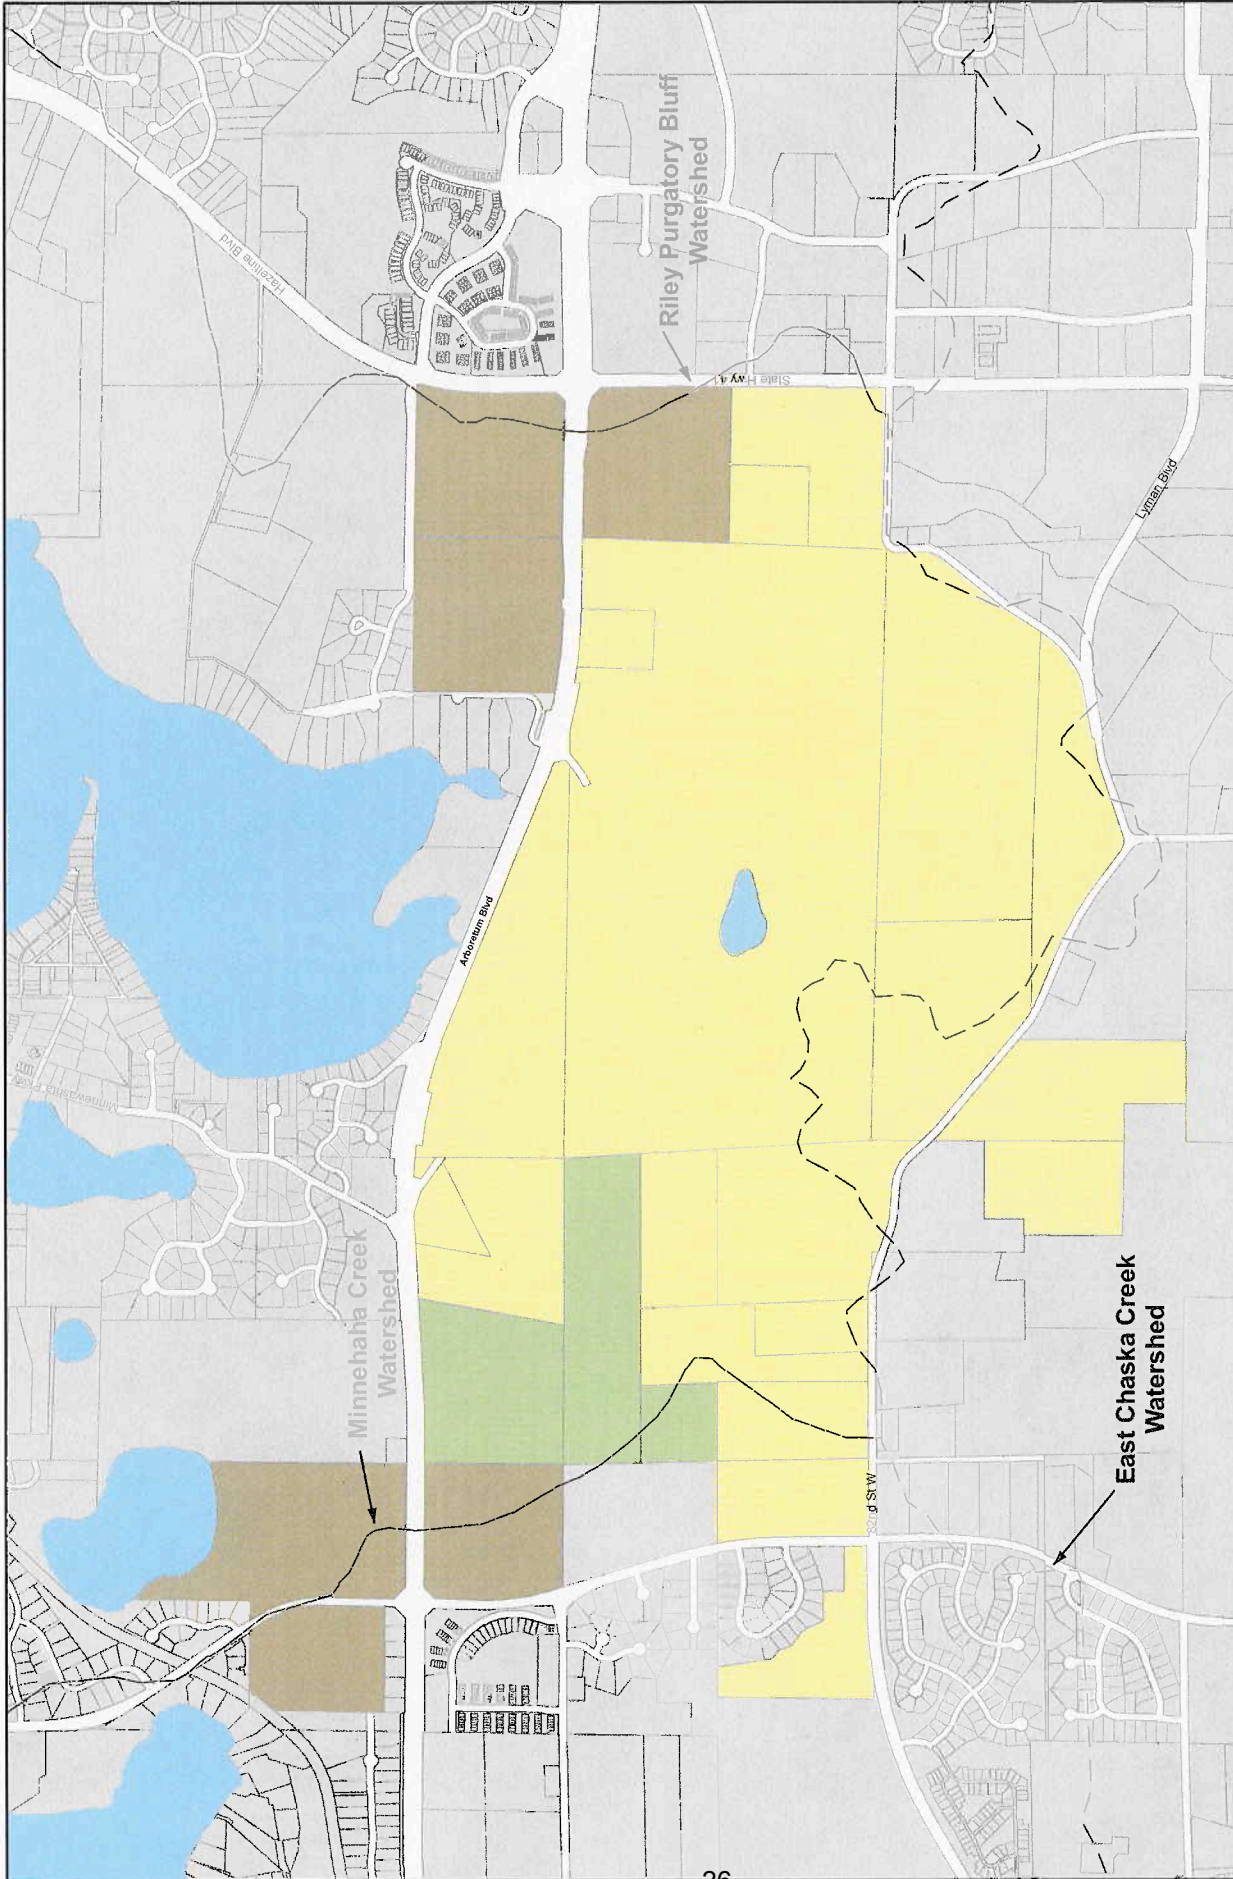 Hazeltine Blvd
Riley Purgatory Bluff
Watershed
State Hwy 41
Lyman Blvd
Arboretum Blvd
Minnewashta Pkwy
Minnehaha Creek
Watershed
82nd St W
East Chaska Creek
Watershed
26